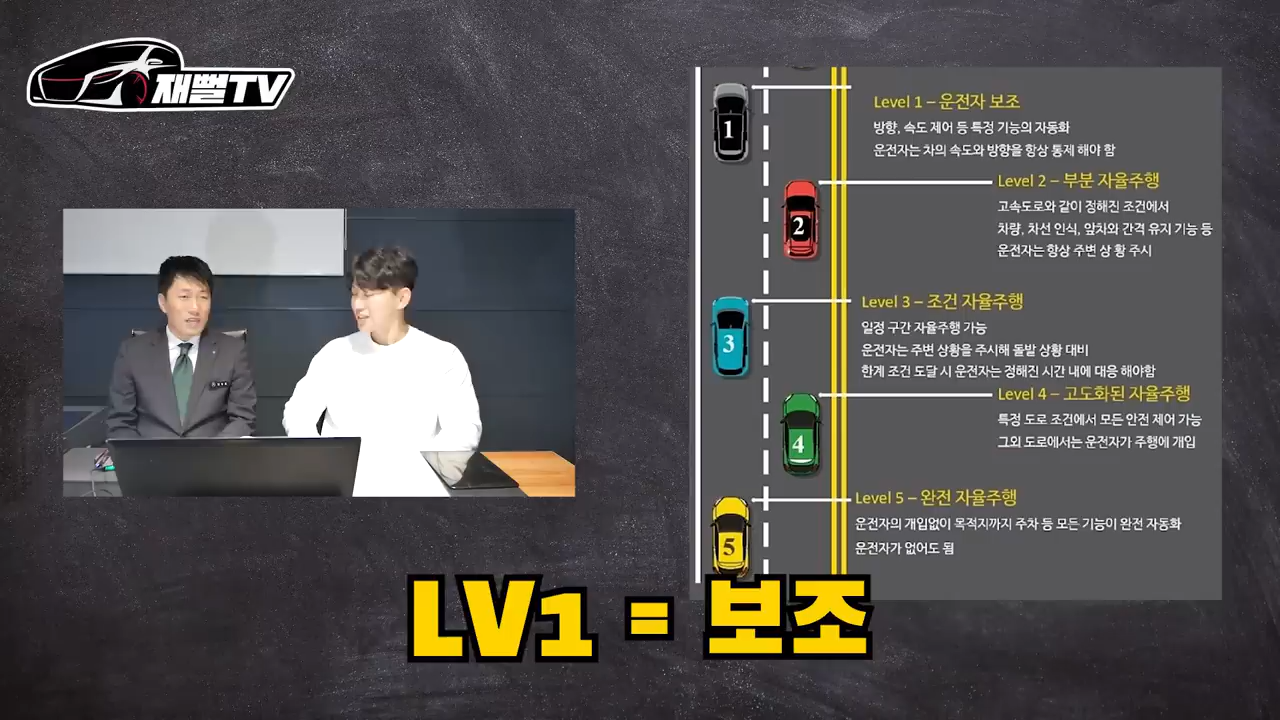 재뻘TV
1
Level 1 – 운전자 보조
방향, 속도 제어 등 특정 기능의 자동화
운전자는 차의 속도와 방향을 항상 통제 해야 함
2
Level 2 – 부분 자율주행
고속도로와 같이 정해진 조건에서
차량, 차선 인식, 앞차와 간격 유지 기능 등
운전자는 항상 주변 상 황 주시
3
Level 3 – 조건 자율주행
일정 구간 자율주행 가능
운전자는 주변 상황을 주시해 돌발 상황 대비
한계 조건 도달 시 운전자는 정해진 시간 내에 대응 해야함
4
Level 4 – 고도화된 자율주행
특정 도로 조건에서 모든 안전 제어 가능
그외 도로에서는 운전자가 주행에 개입
5
Level 5 – 완전 자율주행
운전자의 개입없이 목적지까지 주차 등 모든 기능이 완전 자동화
운전자가 없어도 됨
LV1 = 보조